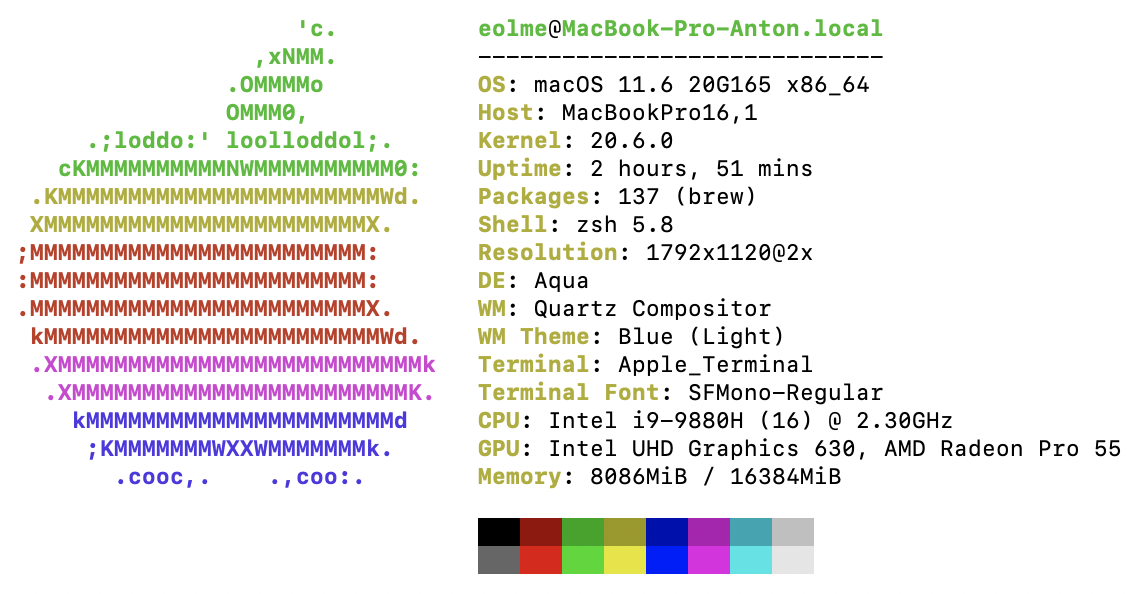 'c.          eolme@MacBook-Pro-Anton.local
                 ,xNMM.          -----------------------------
               .OMMMMo           OS: macOS 11.6 20G165 x86_64
               OMMM0,            Host: MacBookPro16,1
     .;loddo:' loolloddol;.      Kernel: 20.6.0
   cKMMMMMMMMMMNWMMMMMMMMMM0:    Uptime: 2 hours, 51 mins
 .KMMMMMMMMMMMMMMMMMMMMMMMWd.    Packages: 137 (brew)
 XMMMMMMMMMMMMMMMMMMMMMMMX.      Shell: zsh 5.8
;MMMMMMMMMMMMMMMMMMMMMMMM:       Resolution: 1792x1120@2x
:MMMMMMMMMMMMMMMMMMMMMMMM:       DE: Aqua
.MMMMMMMMMMMMMMMMMMMMMMMMX.      WM: Quartz Compositor
 kMMMMMMMMMMMMMMMMMMMMMMMMWd.    WM Theme: Blue (Light)
 .XMMMMMMMMMMMMMMMMMMMMMMMMMMk   Terminal: Apple_Terminal
  .XMMMMMMMMMMMMMMMMMMMMMMMMK.   Terminal Font: SFMono-Regular
    kMMMMMMMMMMMMMMMMMMMMMMd     CPU: Intel i9-9880H (16) @ 2.30GHz
     ;KMMMMMMMWXXWMMMMMMMk.      GPU: Intel UHD Graphics 630, AMD Radeon Pro 55
       .cooc,.    .,coo:.        Memory: 8086MiB / 16384MiB